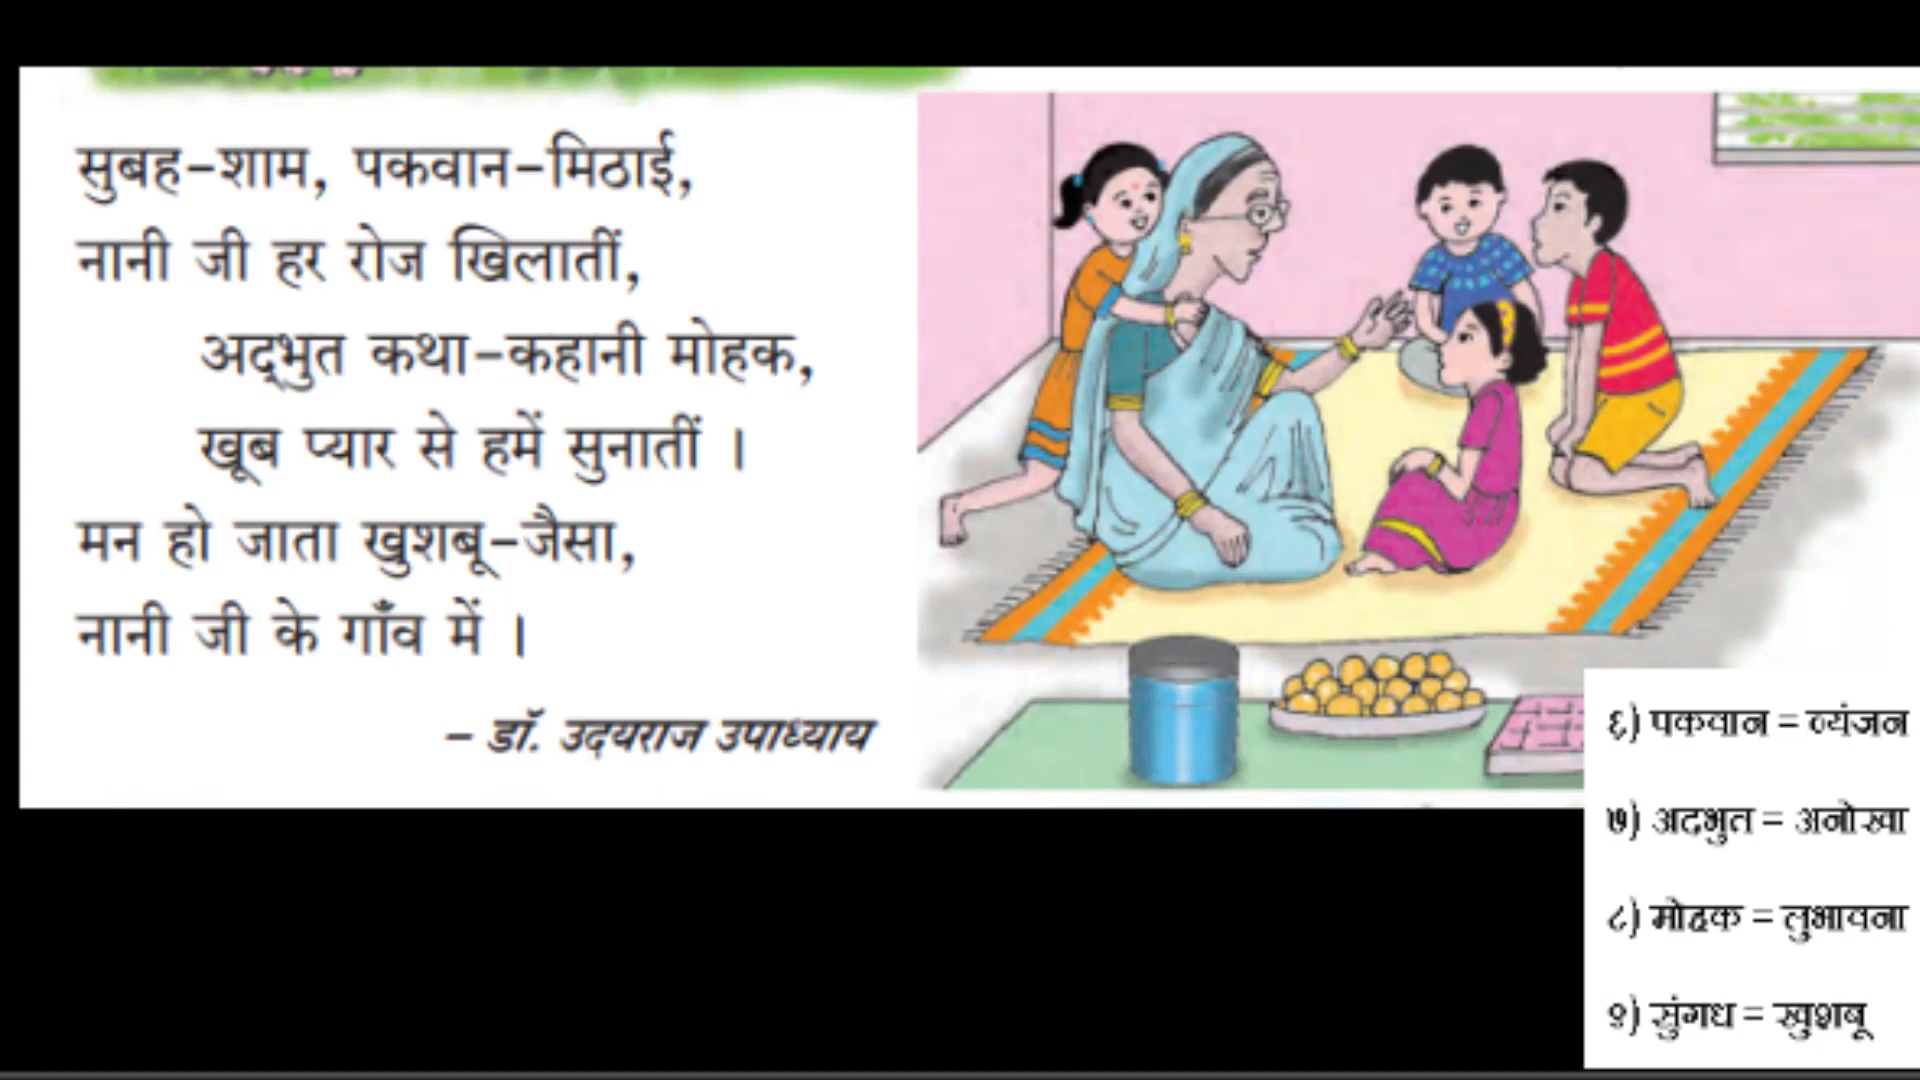 सुबह-शाम, पकवान-मिठाई,
नानी जी हर रोज खिलातीं,
अद्भुत कथा-कहानी मोहक,
खूब प्यार से हमें सुनातीं ।
मन हो जाता खुशबू-जैसा,
नानी जी के गाँव में ।
- डॉ. उदयराज उपाध्याय
६) पकवान = व्यंजन
७) अदभुत = अनोखा
८) मोहक = लुभावना
९) सुंगध = खुशबू